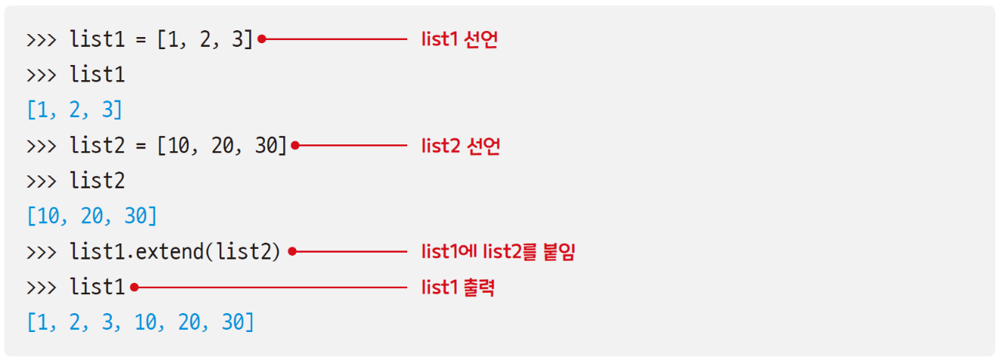 >>> list1 = [1, 2, 3] list1 선언
>>> list1
[1, 2, 3]
>>> list2 = [10, 20, 30] list2 선언
>>> list2
[10, 20, 30]
>>> list1.extend(list2) list1에 list2를 붙임
>>> list1 list1 출력
[1, 2, 3, 10, 20, 30]